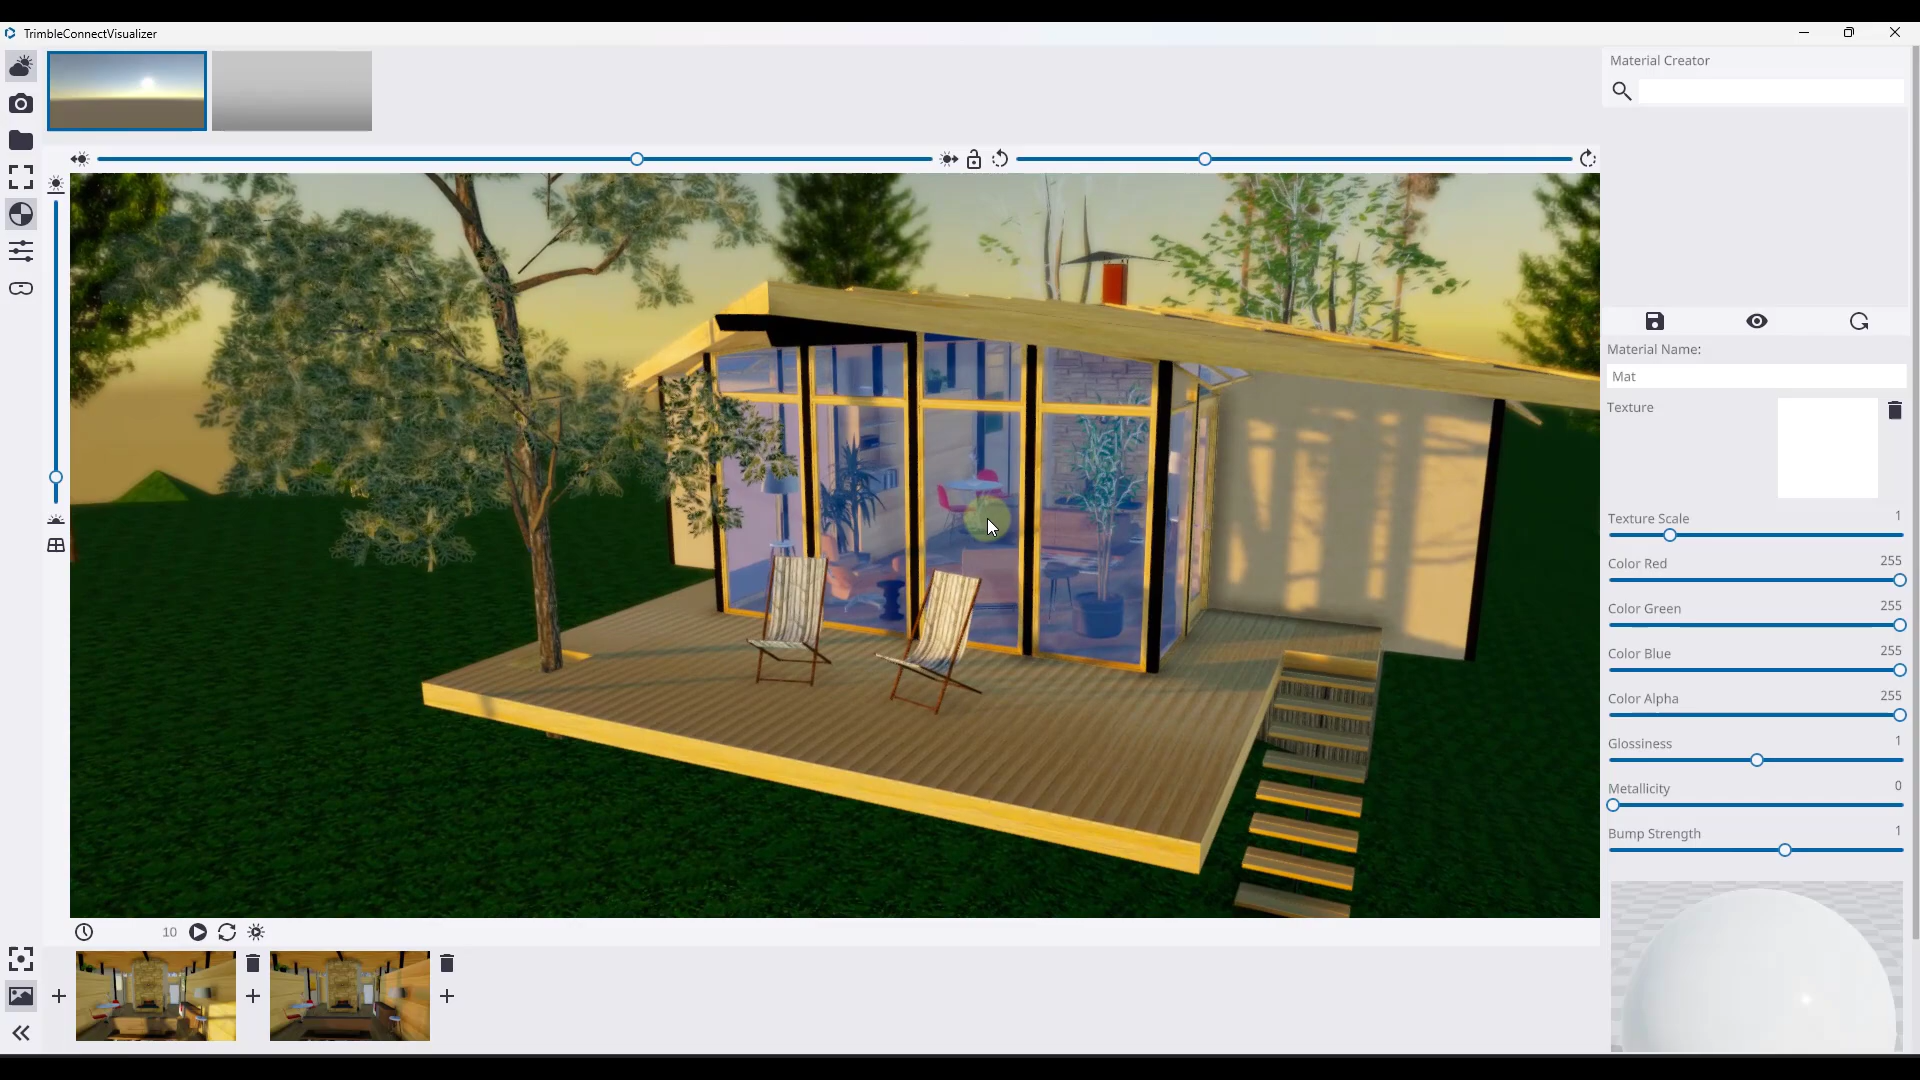 TrimbleConnectVisualizer
Material Creator
Material Name:
Mat
Texture
Texture Scale 1
Color Red 255
Color Green 255
Color Blue 255
Color Alpha 255
Glossiness 1
Metallicity 0
Bump Strength 1
10